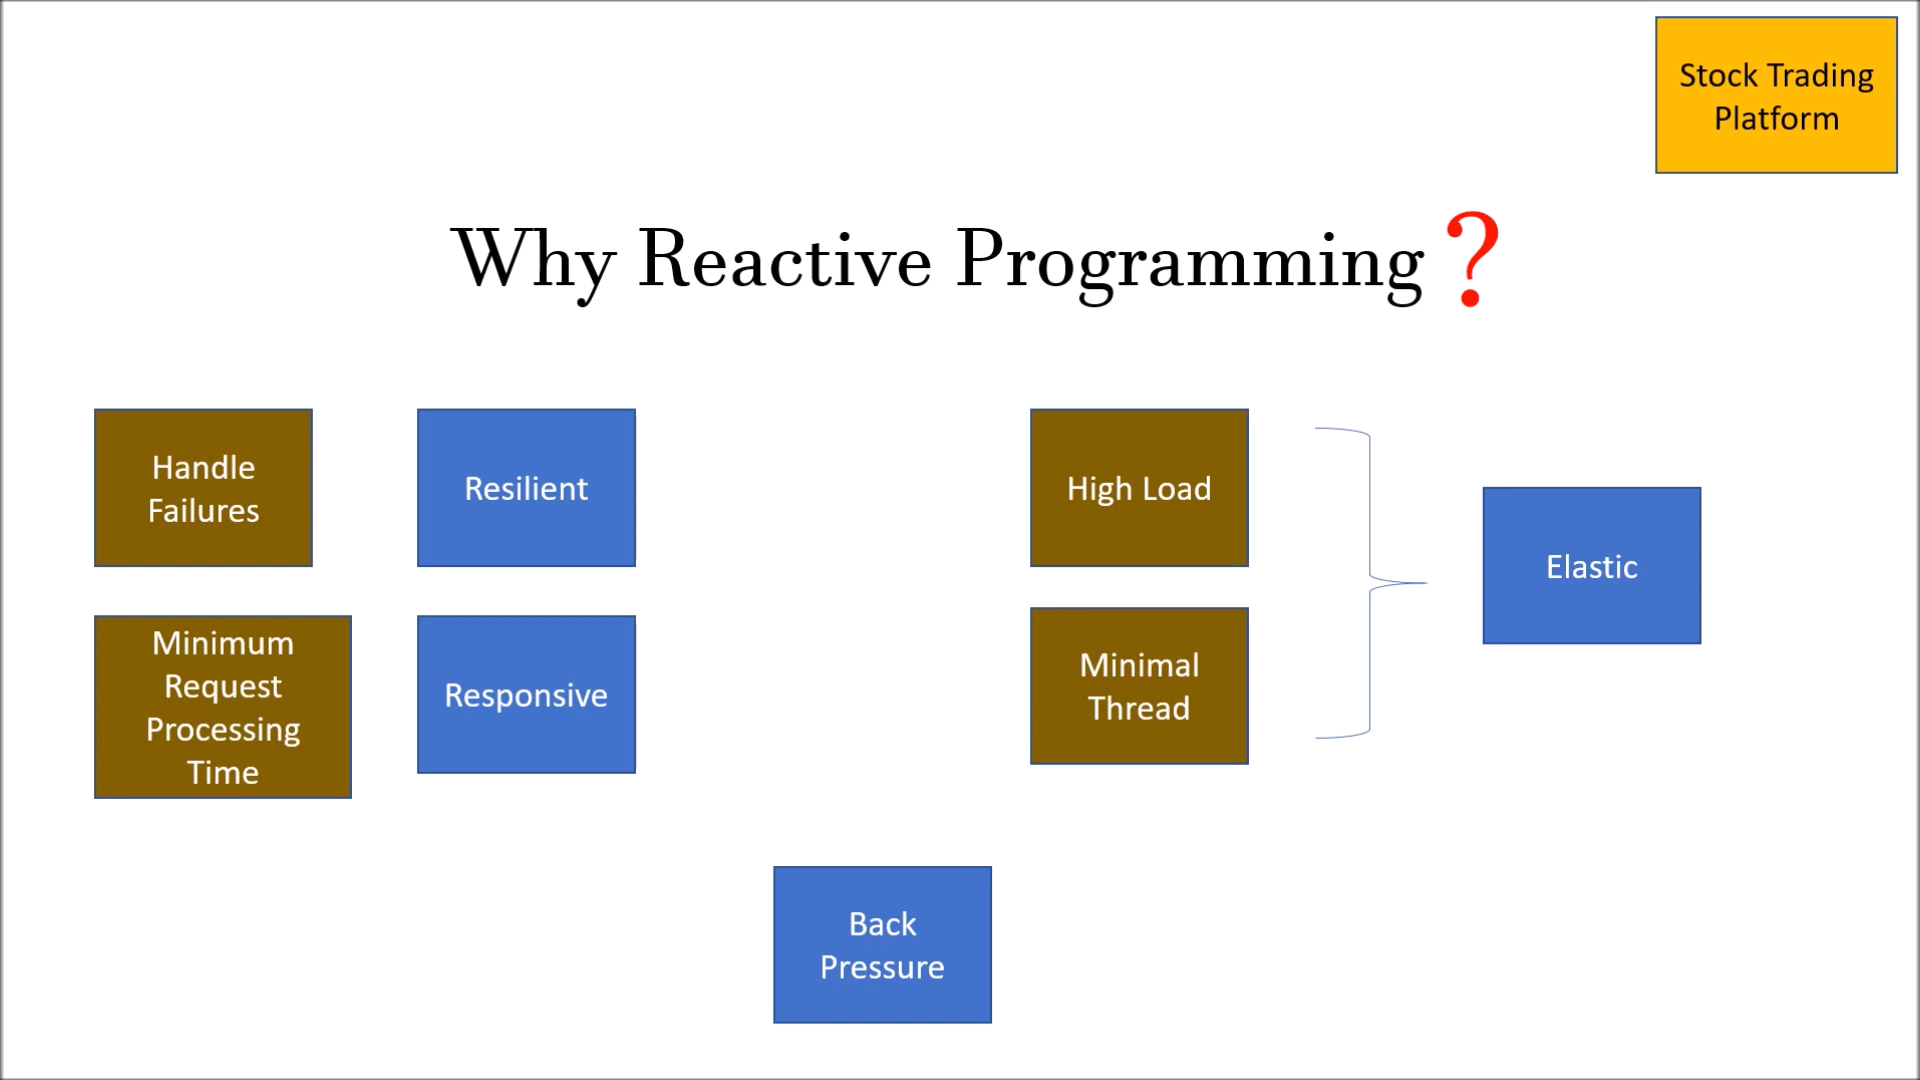 Stock Trading
Platform
Why Reactive Programming?
Handle
Failures
Resilient
High Load
Elastic
Minimum
Request
Processing
Time
Responsive
Minimal
Thread
Back
Pressure